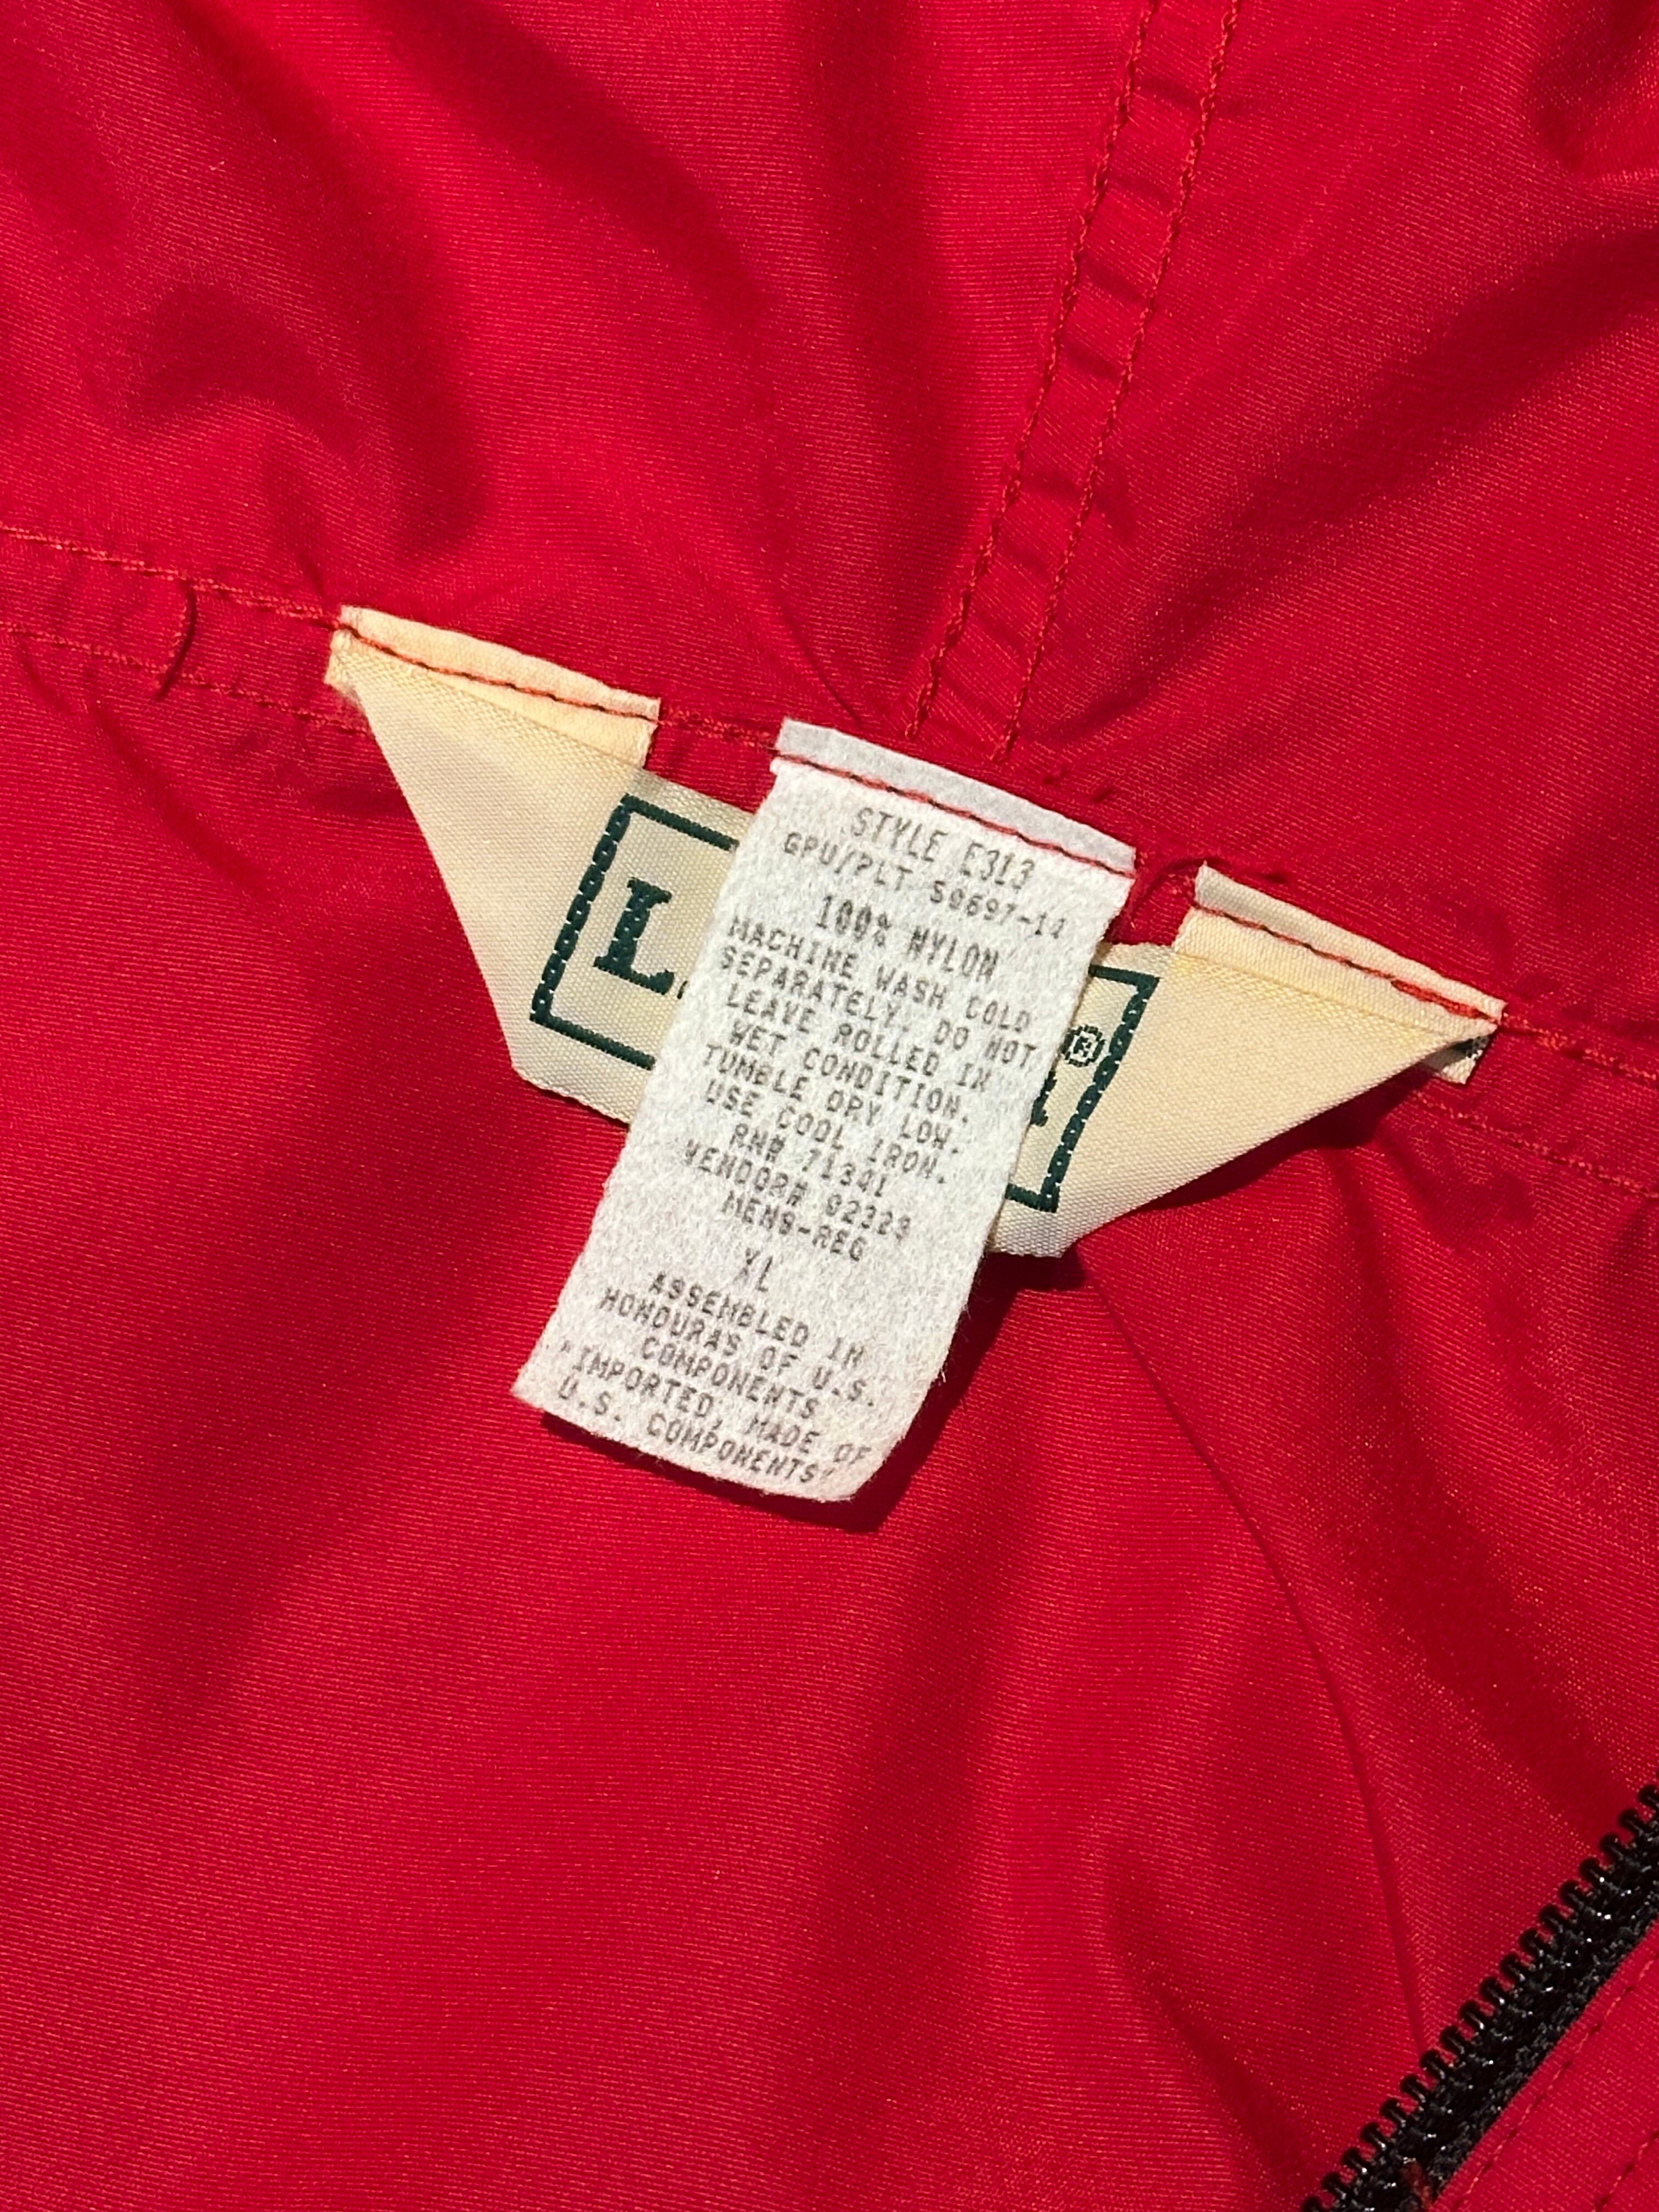 STYLE E313
GPU/PLT 50697-14
100% NYLON
MACHINE WASH COLD
SEPARATELY. DO NOT
LEAVE ROLLED IN
WET CONDITION.
TUMBLE DRY LOW.
USE COOL IRON.
RN# 71341
VENDOR# 02323
MENS-REG
XL
ASSEMBLED IN
HONDURAS OF U.S.
COMPONENTS
"IMPORTED, MADE OF
U.S. COMPONENTS"
L.
®